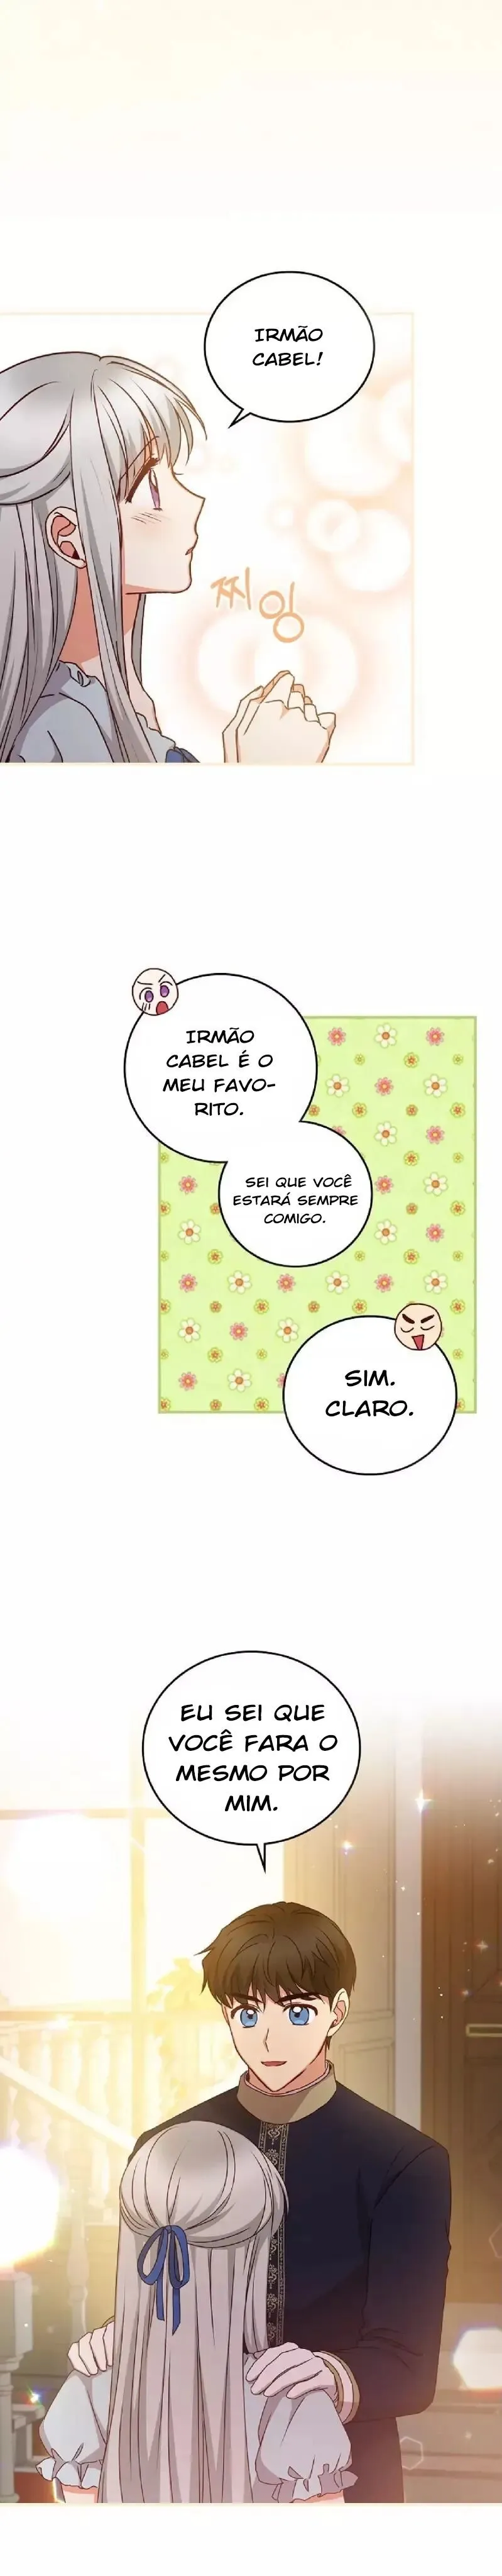 IRMÃO
CABEL!
찌잉
IRMÃO
CABEL É O
MEU FAVO-
RITO.
SEI QUE VOCÊ
ESTARÁ SEMPRE
COMIGO.
SIM.
CLARO.
EU SEI QUE
VOCÊ FARA O
MESMO POR
MIM.